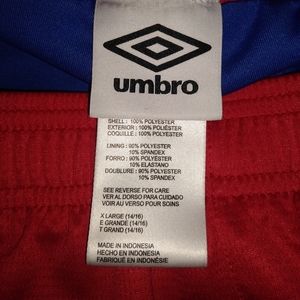 umbro
SHELL : 100% POLYESTER
EXTERIOR : 100% POLIÉSTER
COQUILLE : 100% POLYESTER
LINING : 90% POLYESTER
10% SPANDEX
FORRO : 90% POLIESTER
10% ELASTANO
DOUBLURE : 90% POLYESTER
10% SPANDEX
SEE REVERSE FOR CARE
VER AL DORSO PARA CUIDADO
VOIR AU VERSO POUR SOINS
X LARGE (14/16)
E GRANDE (14/16)
T GRAND (14/16)
MADE IN INDONESIA
HECHO EN INDONESIA
FABRIQUÉ EN INDONÉSIE